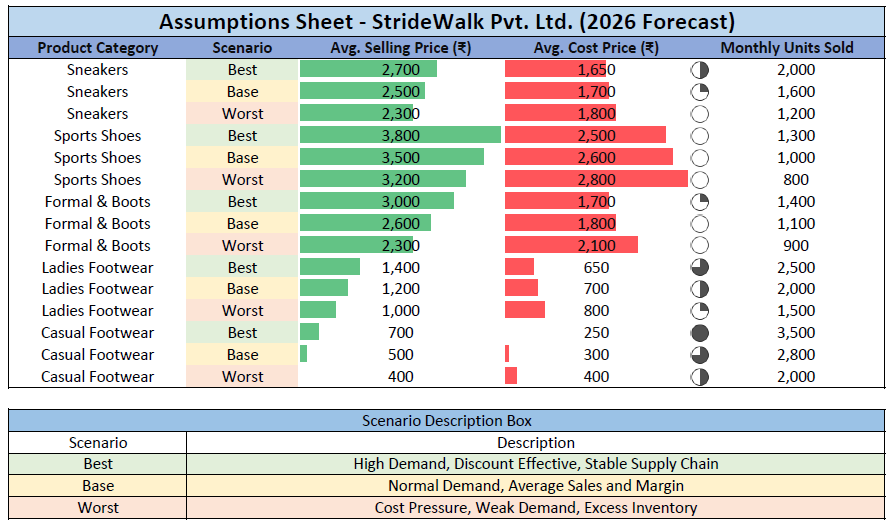 Assumptions Sheet - StrideWalk Pvt. Ltd. (2026 Forecast)
Product Category Scenario Avg. Selling Price (₹) Avg. Cost Price (₹) Monthly Units Sold
Sneakers Best 2,700 1,650 2,000
Sneakers Base 2,500 1,700 1,600
Sneakers Worst 2,300 1,800 1,200
Sports Shoes Best 3,800 2,500 1,300
Sports Shoes Base 3,500 2,600 1,000
Sports Shoes Worst 3,200 2,800 800
Formal & Boots Best 3,000 1,700 1,400
Formal & Boots Base 2,600 1,800 1,100
Formal & Boots Worst 2,300 2,100 900
Ladies Footwear Best 1,400 650 2,500
Ladies Footwear Base 1,200 700 2,000
Ladies Footwear Worst 1,000 800 1,500
Casual Footwear Best 700 250 3,500
Casual Footwear Base 500 300 2,800
Casual Footwear Worst 400 400 2,000
Scenario Description Box
Scenario Description
Best High Demand, Discount Effective, Stable Supply Chain
Base Normal Demand, Average Sales and Margin
Worst Cost Pressure, Weak Demand, Excess Inventory